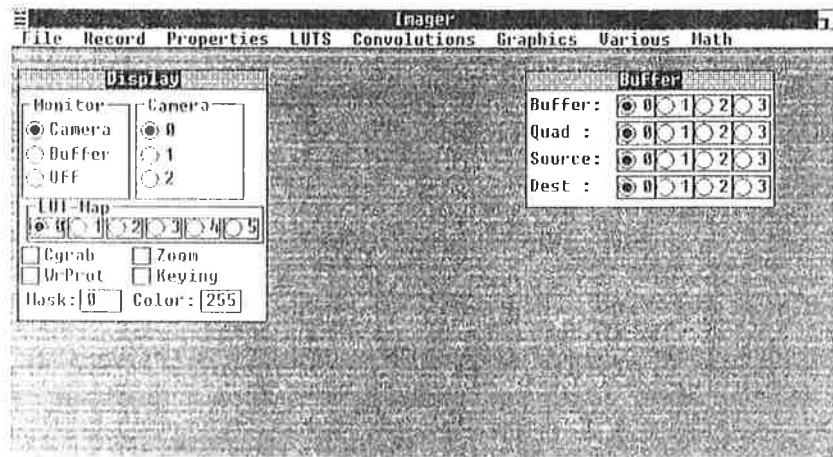 Imager
File Record Properties LUTS Convolutions Graphics Various Math
Display
Monitor
Camera
Buffer
Off
Camera
0
1
2
LUT-Map
0 1 2 3 4 5
Cgrab Zoom
WrProt Keying
Mask: 0 Color: 255
Buffer
Buffer: 0 1 2 3
Quad : 0 1 2 3
Source: 0 1 2 3
Dest : 0 1 2 3